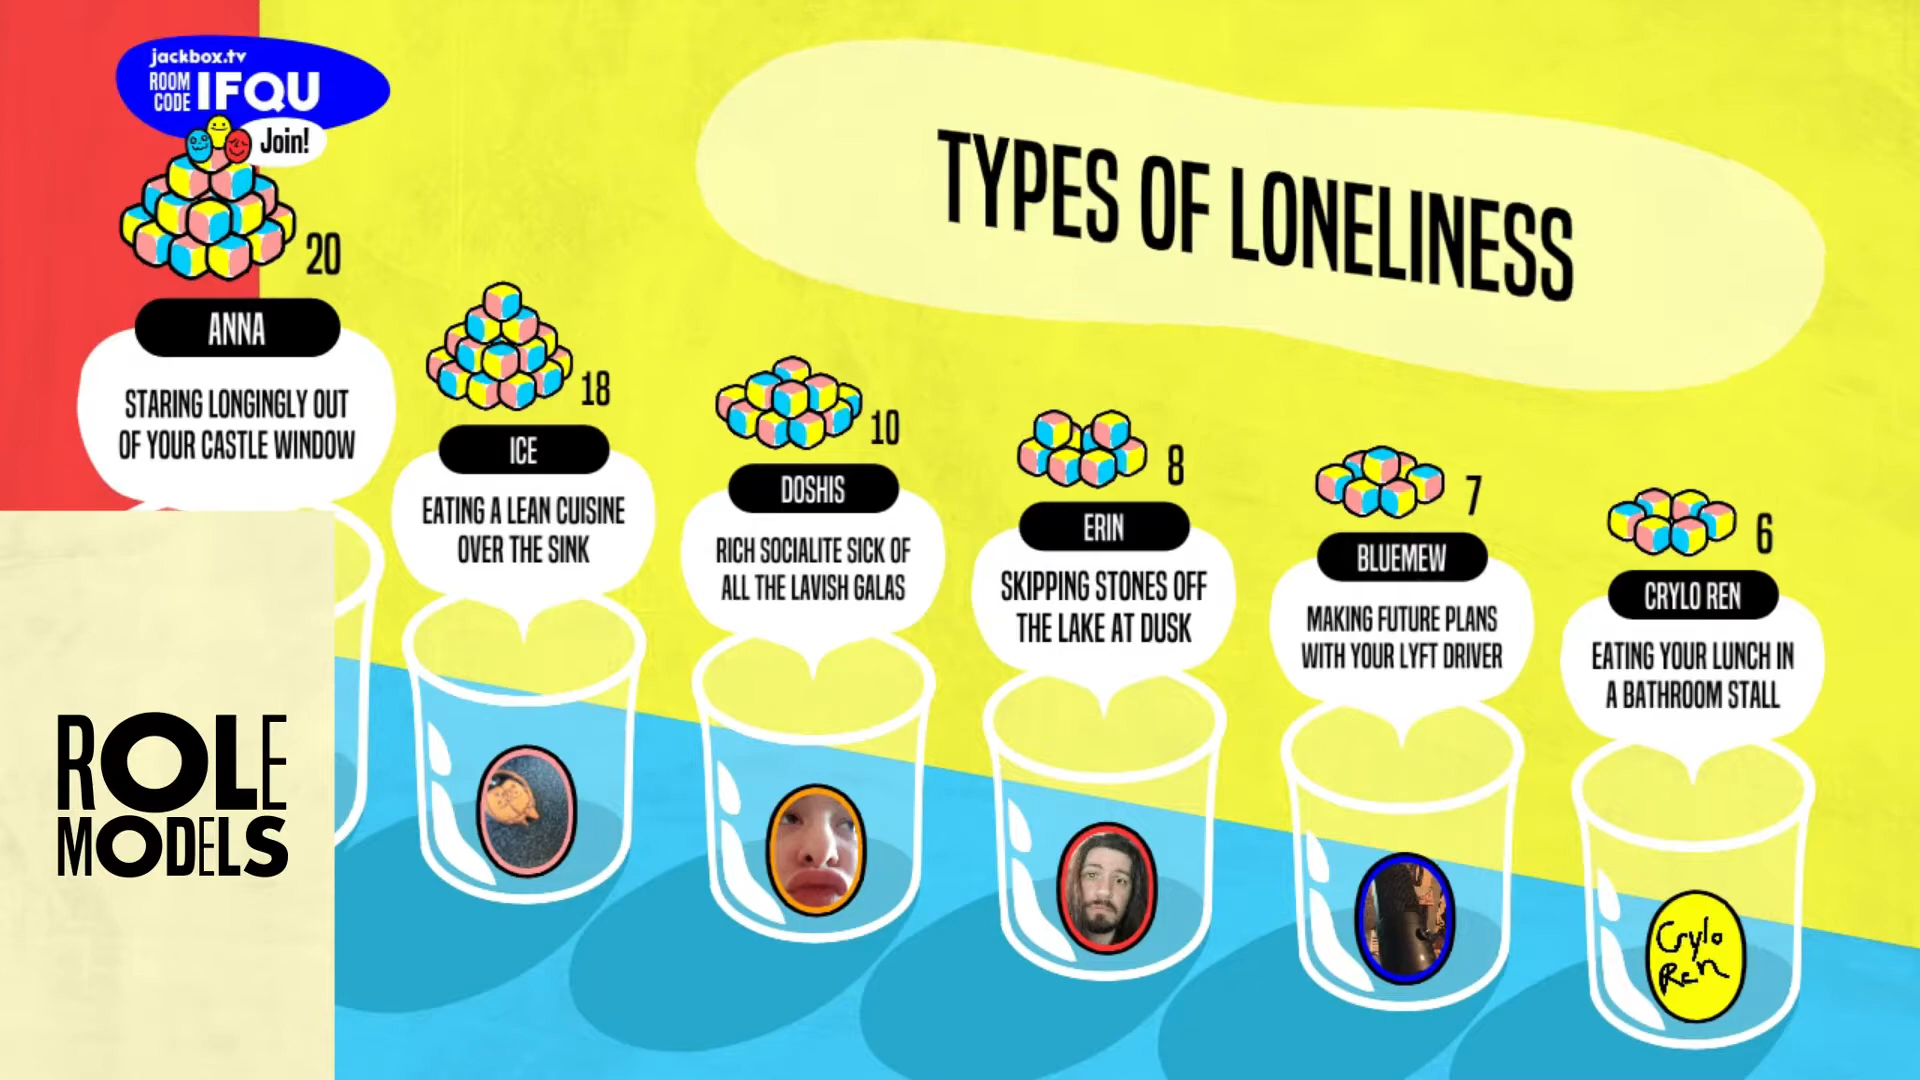 jackbox.tv
ROOM
CODE
IFQU
Join!
TYPES OF LONELINESS
20
ANNA
STARING LONGINGLY OUT
OF YOUR CASTLE WINDOW
18
ICE
EATING A LEAN CUISINE
OVER THE SINK
10
DOSHIS
RICH SOCIALITE SICK OF
ALL THE LAVISH GALAS
8
ERIN
SKIPPING STONES OFF
THE LAKE AT DUSK
7
BLUEMEW
MAKING FUTURE PLANS
WITH YOUR LYFT DRIVER
6
CRYLO REN
EATING YOUR LUNCH IN
A BATHROOM STALL
Crylo
Ren
ROLE
MODELS